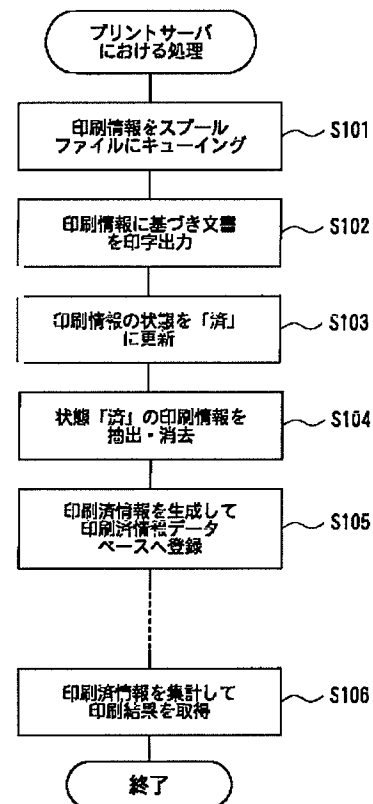 プリントサーバ
における処理
印刷情報をスプール
ファイルにキューイング
S101
印刷情報に基づき文書
を印字出力
S102
印刷情報の状態を「済」
に更新
S103
状態「済」の印刷情報を
抽出・消去
S104
印刷済情報を生成して
印刷済情報データ
ベースへ登録
S105
印刷済情報を集計して
印刷結果を取得
S106
終了